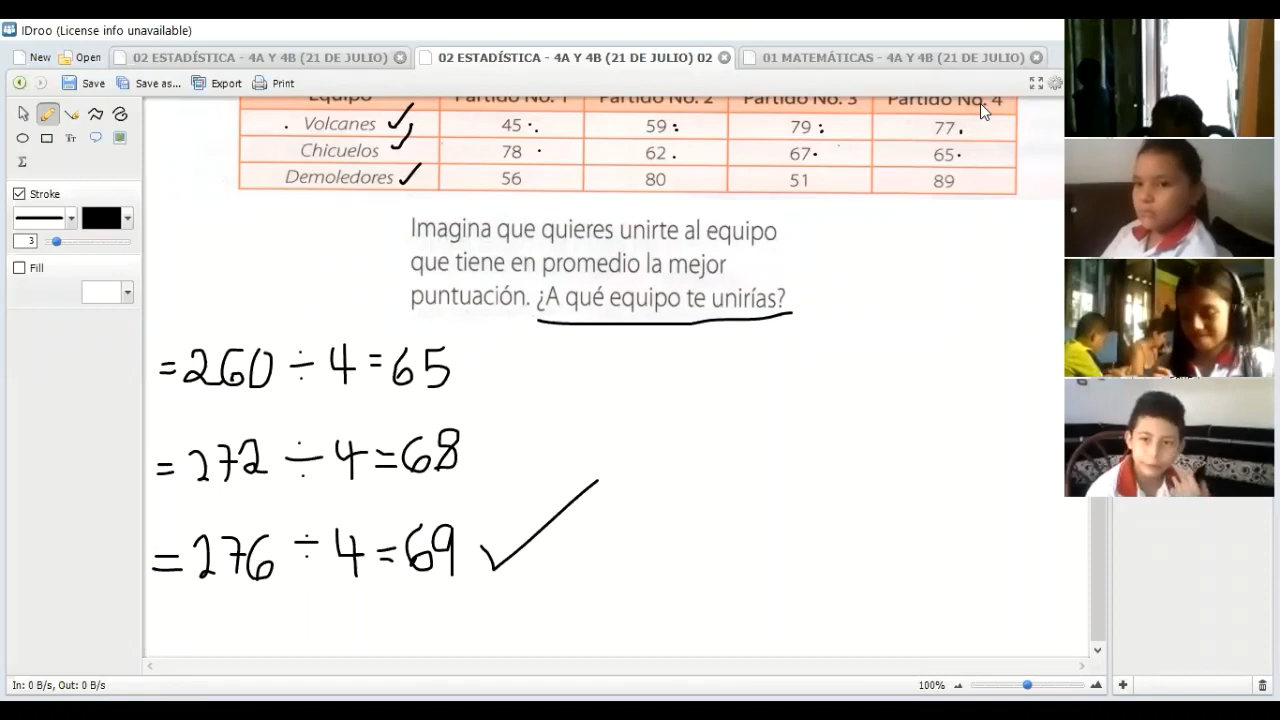 IDroo (License info unavailable)
New Open 02 ESTADÍSTICA - 4A Y 4B (21 DE JULIO) 02 ESTADÍSTICA - 4A Y 4B (21 DE JULIO) 02 01 MATEMÁTICAS - 4A Y 4B (21 DE JULIO)
Save Save as... Export Print
Equipo Partido No. 1 Partido No. 2 Partido No. 3 Partido No. 4
Volcanes 45 59 79 77
Chicuelos 78 62 67 65
Demoledores 56 80 51 89
Tr
Σ
Stroke
3
Fill
Imagina que quieres unirte al equipo
que tiene en promedio la mejor
puntuación. ¿A qué equipo te unirías?
=260 ÷ 4 = 65
= 272 ÷ 4 = 68
= 276 ÷ 4 = 69
In: 0 B/s, Out: 0 B/s 100%